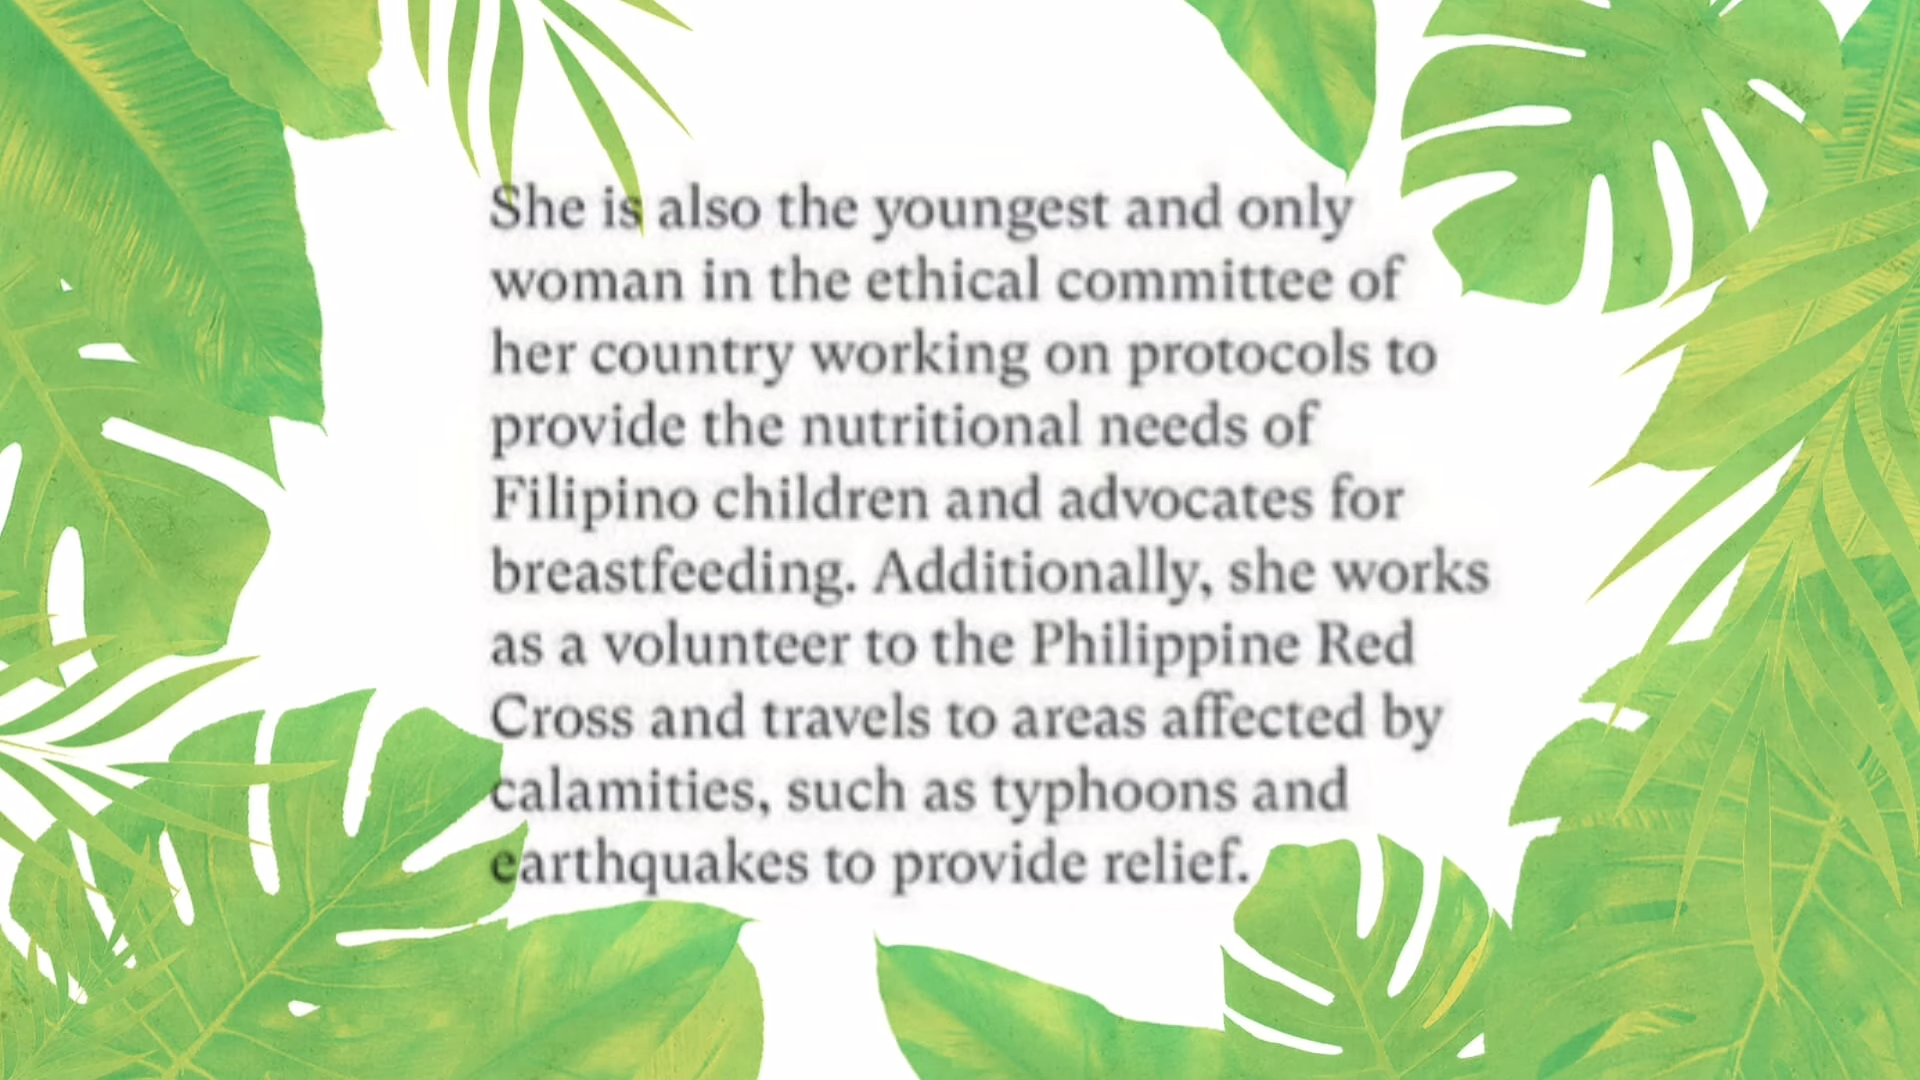 She is also the youngest and only
woman in the ethical committee of
her country working on protocols to
provide the nutritional needs of
Filipino children and advocates for
breastfeeding. Additionally, she works
as a volunteer to the Philippine Red
Cross and travels to areas affected by
calamities, such as typhoons and
earthquakes to provide relief.